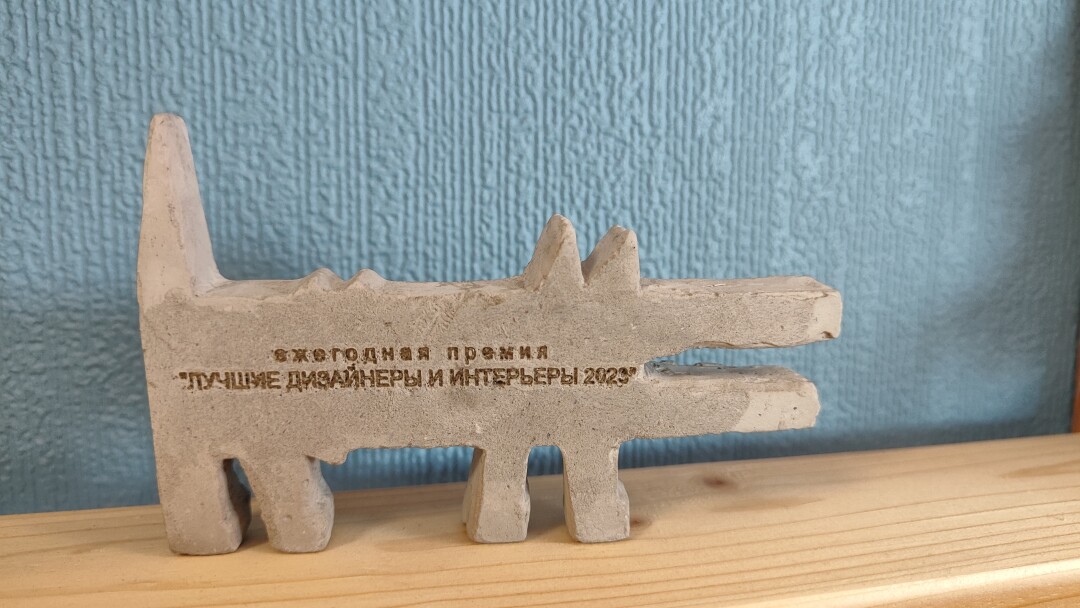 ежегодная премия
"ЛУЧШИЕ ДИЗАЙНЕРЫ И ИНТЕРЬЕРЫ 2023"